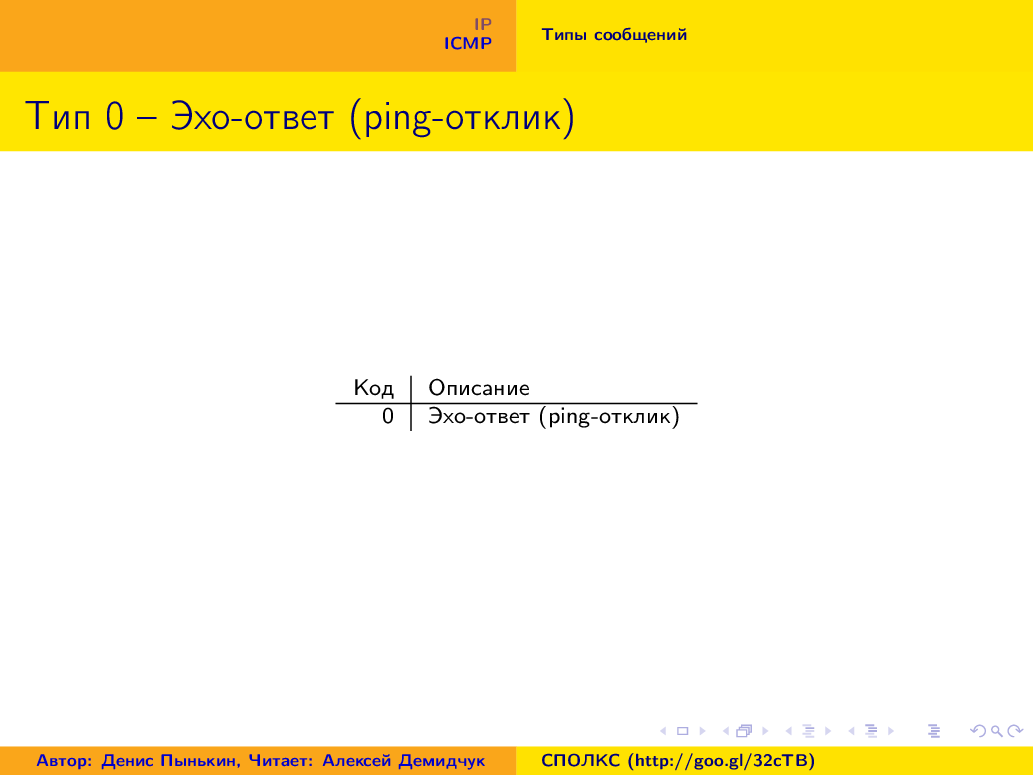 IP
ICMP
Типы сообщений
Тип 0 – Эхо-ответ (ping-отклик)
Код Описание
0 Эхо-ответ (ping-отклик)
Автор: Денис Пынькин, Читает: Алексей Демидчук
СПОЛКС (http://goo.gl/32cTB)